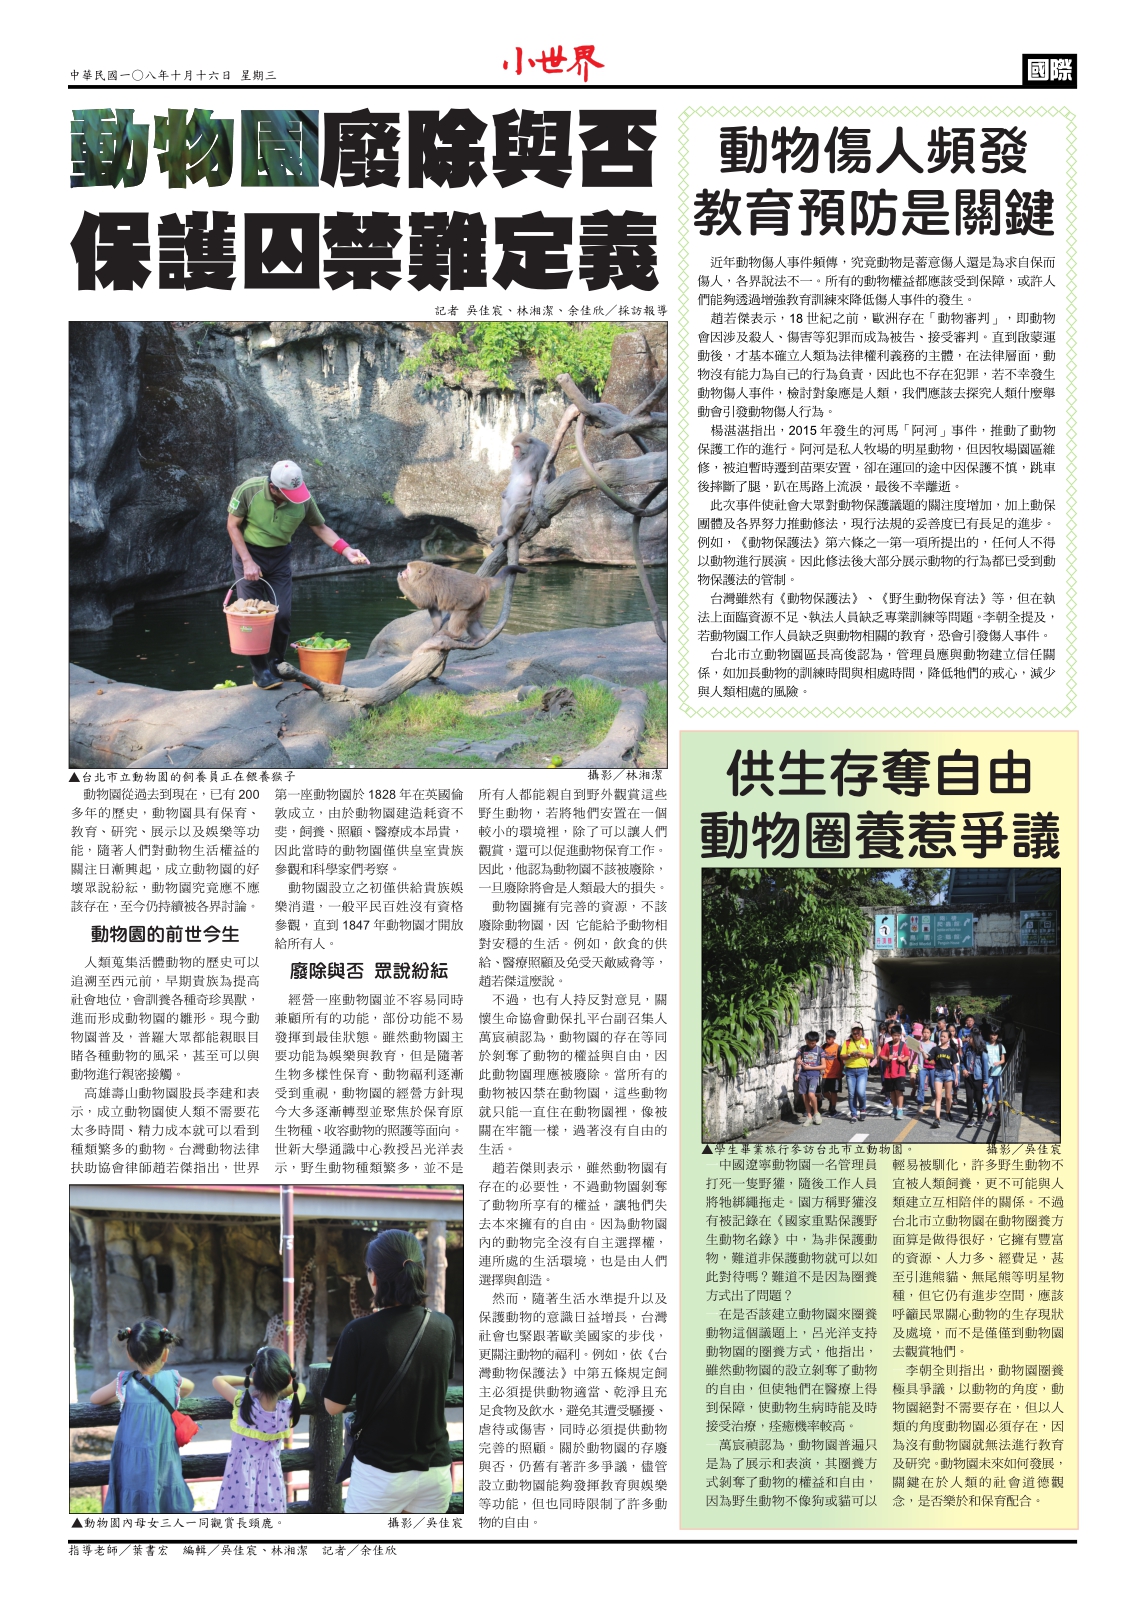 中華民國一〇八年十月十六日 星期三
小世界
國際
動物園廢除與否
保護囚禁難定義
記者 吳佳宸、林湘潔、余佳欣／採訪報導
▲台北市立動物園的飼養員正在餵養猴子
攝影／林湘潔
動物園從過去到現在，已有 200
多年的歷史，動物園具有保育、
教育、研究、展示以及娛樂等功
能，隨著人們對動物生活權益的
關注日漸興起，成立動物園的好
壞眾說紛紜，動物園究竟應不應
該存在，至今仍持續被各界討論。
動物園的前世今生
人類蒐集活體動物的歷史可以
追溯至西元前，早期貴族為提高
社會地位，會訓養各種奇珍異獸，
進而形成動物園的雛形。現今動
物園普及，普羅大眾都能親眼目
睹各種動物的風采，甚至可以與
動物進行親密接觸。
高雄壽山動物園股長李建和表
示，成立動物園使人類不需要花
太多時間、精力成本就可以看到
種類繁多的動物。台灣動物法律
扶助協會律師趙若傑指出，世界
第一座動物園於 1828 年在英國倫
敦成立，由於動物園建造耗資不
斐，飼養、照顧、醫療成本昂貴，
因此當時的動物園僅供皇室貴族
參觀和科學家們考察。
動物園設立之初僅供給貴族娛
樂消遣，一般平民百姓沒有資格
參觀，直到 1847 年動物園才開放
給所有人。
廢除與否 眾說紛紜
經營一座動物園並不容易同時
兼顧所有的功能，部份功能不易
發揮到最佳狀態。雖然動物園主
要功能為娛樂與教育，但是隨著
生物多樣性保育、動物福利逐漸
受到重視，動物園的經營方針現
今大多逐漸轉型並聚焦於保育原
生物種、收容動物的照護等面向。
世新大學通識中心教授呂光洋表
示，野生動物種類繁多，並不是
所有人都能親自到野外觀賞這些
野生動物，若將牠們安置在一個
較小的環境裡，除了可以讓人們
觀賞，還可以促進動物保育工作。
因此，他認為動物園不該被廢除，
一旦廢除將會是人類最大的損失。
動物園擁有完善的資源，不該
廢除動物園，因 它能給予動物相
對安穩的生活。例如，飲食的供
給、醫療照顧及免受天敵威脅等，
趙若傑這麼說。
不過，也有人持反對意見，關
懷生命協會動保扎平台副召集人
萬宸禎認為，動物園的存在等同
於剝奪了動物的權益與自由，因
此動物園理應被廢除。當所有的
動物被囚禁在動物園，這些動物
就只能一直住在動物園裡，像被
關在牢籠一樣，過著沒有自由的
生活。
趙若傑則表示，雖然動物園有
存在的必要性，不過動物園剝奪
了動物所享有的權益，讓牠們失
去本來擁有的自由。因為動物園
內的動物完全沒有自主選擇權，
連所處的生活環境，也是由人們
選擇與創造。
然而，隨著生活水準提升以及
保護動物的意識日益增長，台灣
社會也緊跟著歐美國家的步伐，
更關注動物的福利。例如，依《台
灣動物保護法》中第五條規定飼
主必須提供動物適當、乾淨且充
足食物及飲水，避免其遭受騷擾、
虐待或傷害，同時必須提供動物
完善的照顧。關於動物園的存廢
與否，仍舊有著許多爭議，儘管
設立動物園能夠發揮教育與娛樂
等功能，但也同時限制了許多動
物的自由。
▲動物園內母女三人一同觀賞長頸鹿。
攝影／吳佳宸
動物傷人頻發
教育預防是關鍵
近年動物傷人事件頻傳，究竟動物是蓄意傷人還是為求自保而
傷人，各界說法不一。所有的動物權益都應該受到保障，或許人
們能夠透過增強教育訓練來降低傷人事件的發生。
趙若傑表示，18 世紀之前，歐洲存在「動物審判」，即動物
會因涉及殺人、傷害等犯罪而成為被告、接受審判。直到啟蒙運
動後，才基本確立人類為法律權利義務的主體，在法律層面，動
物沒有能力為自己的行為負責，因此也不存在犯罪，若不幸發生
動物傷人事件，檢討對象應是人類，我們應該去探究人類什麼舉
動會引發動物傷人行為。
楊湛湛指出，2015 年發生的河馬「阿河」事件，推動了動物
保護工作的進行。阿河是私人牧場的明星動物，但因牧場園區維
修，被迫暫時遷到苗栗安置，卻在運回的途中因保護不慎，跳車
後摔斷了腿，趴在馬路上流淚，最後不幸離逝。
此次事件使社會大眾對動物保護議題的關注度增加，加上動保
團體及各界努力推動修法，現行法規的妥善度已有長足的進步。
例如，《動物保護法》第六條之一第一項所提出的，任何人不得
以動物進行展演。因此修法後大部分展示動物的行為都已受到動
物保護法的管制。
台灣雖然有《動物保護法》、《野生動物保育法》等，但在執
法上面臨資源不足、執法人員缺乏專業訓練等問題。李朝全提及，
若動物園工作人員缺乏與動物相關的教育，恐會引發傷人事件。
台北市立動物園區長高俊認為，管理員應與動物建立信任關
係，如加長動物的訓練時間與相處時間，降低牠們的戒心，減少
與人類相處的風險。
供生存奪自由
動物圈養惹爭議
▲學生畢業旅行參訪台北市立動物園。
攝影／吳佳宸
中國遼寧動物園一名管理員
打死一隻野獾，隨後工作人員
將牠綁繩拖走。園方稱野獾沒
有被記錄在《國家重點保護野
生動物名錄》中，為非保護動
物，難道非保護動物就可以如
此對待嗎？難道不是因為圈養
方式出了問題？
在是否該建立動物園來圈養
動物這個議題上，呂光洋支持
動物園的圈養方式，他指出，
雖然動物園的設立剝奪了動物
的自由，但使牠們在醫療上得
到保障，使動物生病時能及時
接受治療，痊癒機率較高。
萬宸禎認為，動物園普遍只
是為了展示和表演，其圈養方
式剝奪了動物的權益和自由，
因為野生動物不像狗或貓可以
輕易被馴化，許多野生動物不
宜被人類飼養，更不可能與人
類建立互相陪伴的關係。不過
台北市立動物園在動物圈養方
面算是做得很好，它擁有豐富
的資源、人力多、經費足，甚
至引進熊貓、無尾熊等明星物
種，但它仍有進步空間，應該
呼籲民眾關心動物的生存現狀
及處境，而不是僅僅到動物園
去觀賞牠們。
李朝全則指出，動物園圈養
極具爭議，以動物的角度，動
物園絕對不需要存在，但以人
類的角度動物園必須存在，因
為沒有動物園就無法進行教育
及研究。動物園未來如何發展，
關鍵在於人類的社會道德觀
念，是否樂於和保育配合。
指導老師／葉書宏 編輯／吳佳宸、林湘潔 記者／余佳欣